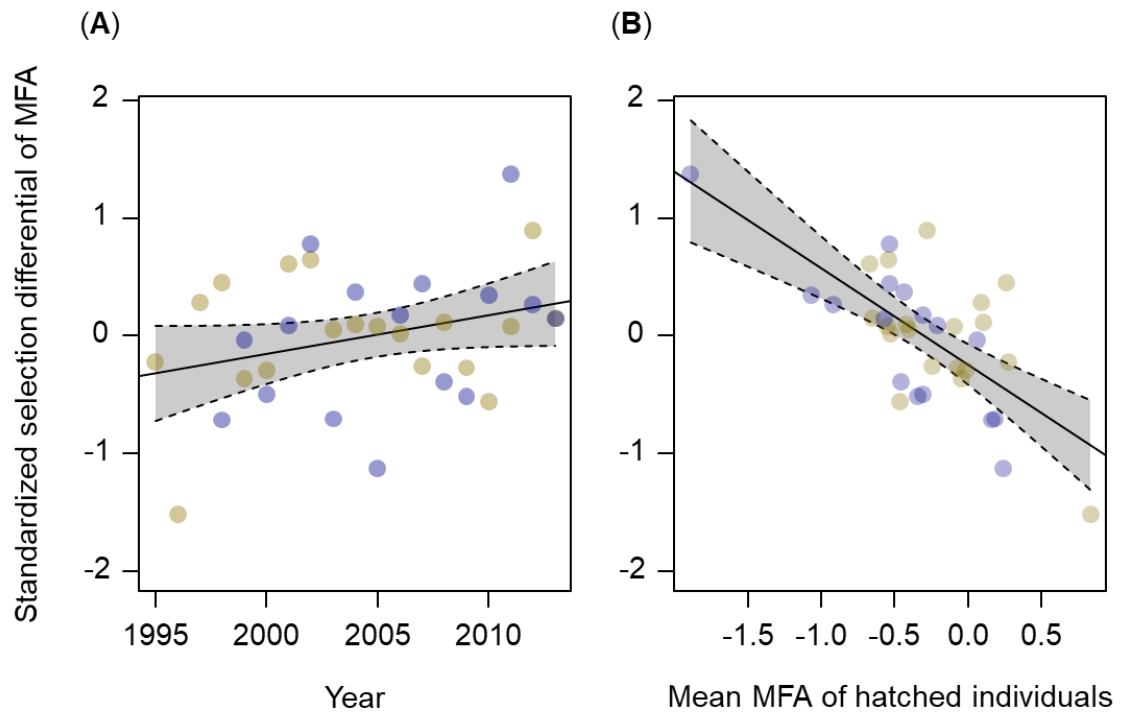 (A)
(B)
Standardized selection differential of MFA
2
1
0
-1
-2
1995 2000 2005 2010
Year
2
1
0
-1
-2
-1.5 -1.0 -0.5 0.0 0.5
Mean MFA of hatched individuals